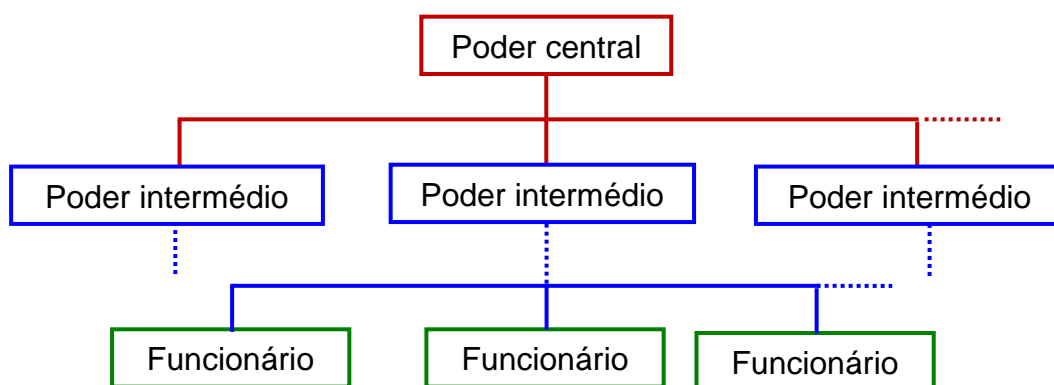 Poder central
Poder intermédio
Poder intermédio
Poder intermédio
Funcionário
Funcionário
Funcionário